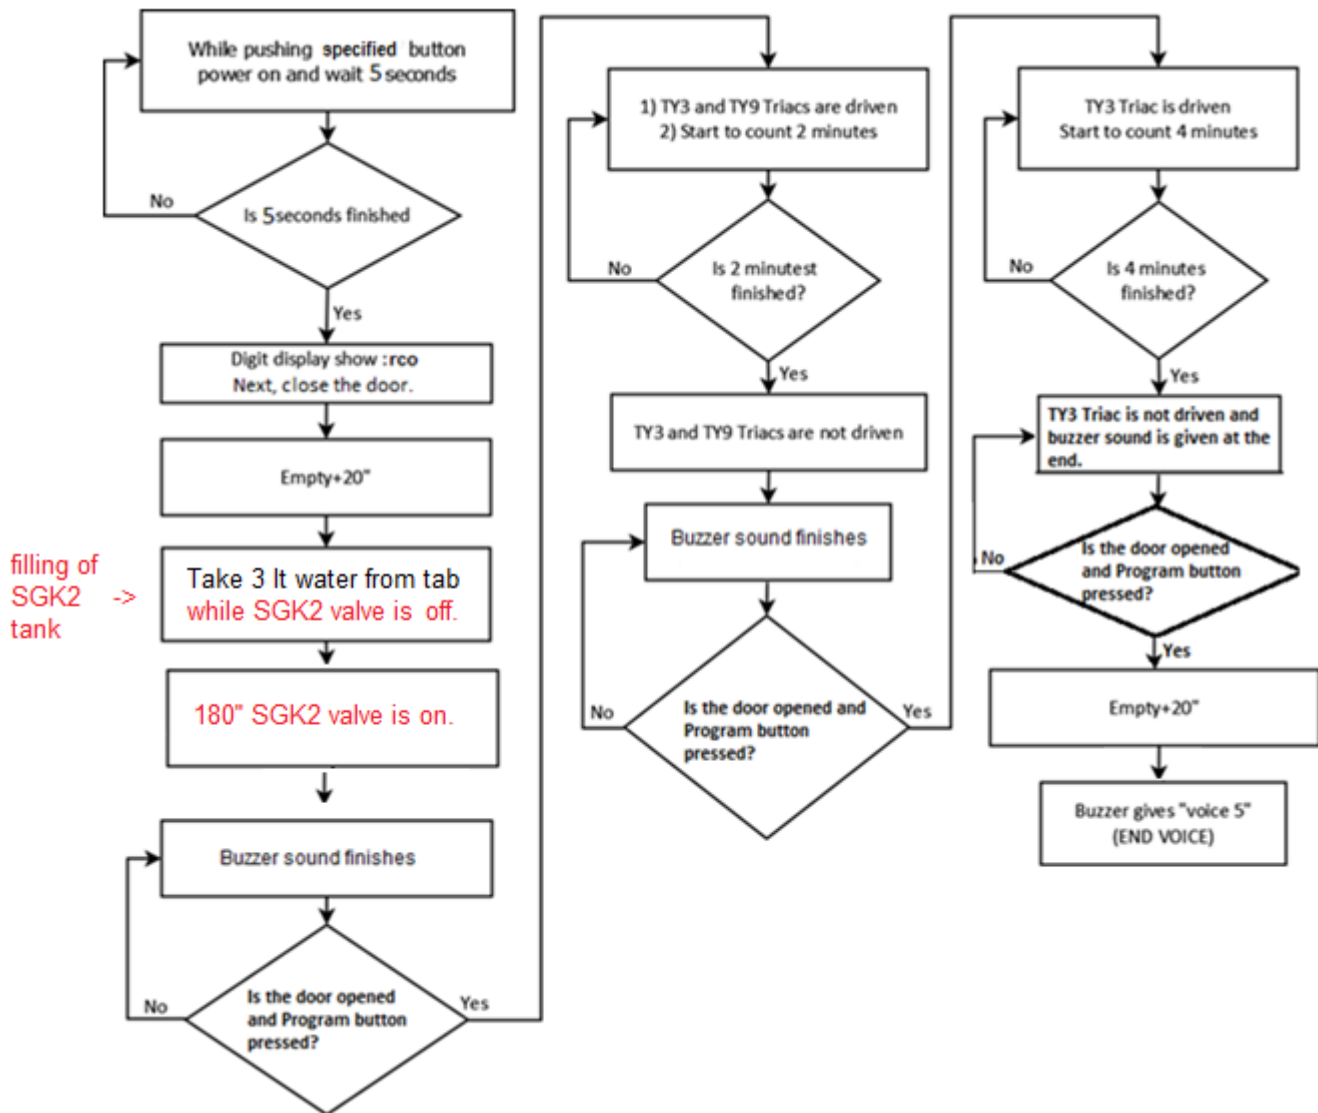 While pushing specified button
power on and wait 5 seconds
No
Is 5seconds finished
Yes
Digit display show :rco
Next, close the door.
Empty+20"
filling of
SGK2 ->
tank
Take 3 lt water from tab
while SGK2 valve is off.
180" SGK2 valve is on.
Buzzer sound finishes
No
Is the door opened
and Program button
pressed?
Yes
1) TY3 and TY9 Triacs are driven
2) Start to count 2 minutes
No
Is 2 minutest
finished?
Yes
TY3 and TY9 Triacs are not driven
Buzzer sound finishes
No
Is the door opened and
Program button
pressed?
Yes
TY3 Triac is driven
Start to count 4 minutes
No
Is 4 minutes
finished?
Yes
TY3 Triac is not driven and
buzzer sound is given at the
end.
No
Is the door opened
and Program button
pressed?
Yes
Empty+20"
Buzzer gives "voice 5"
(END VOICE)